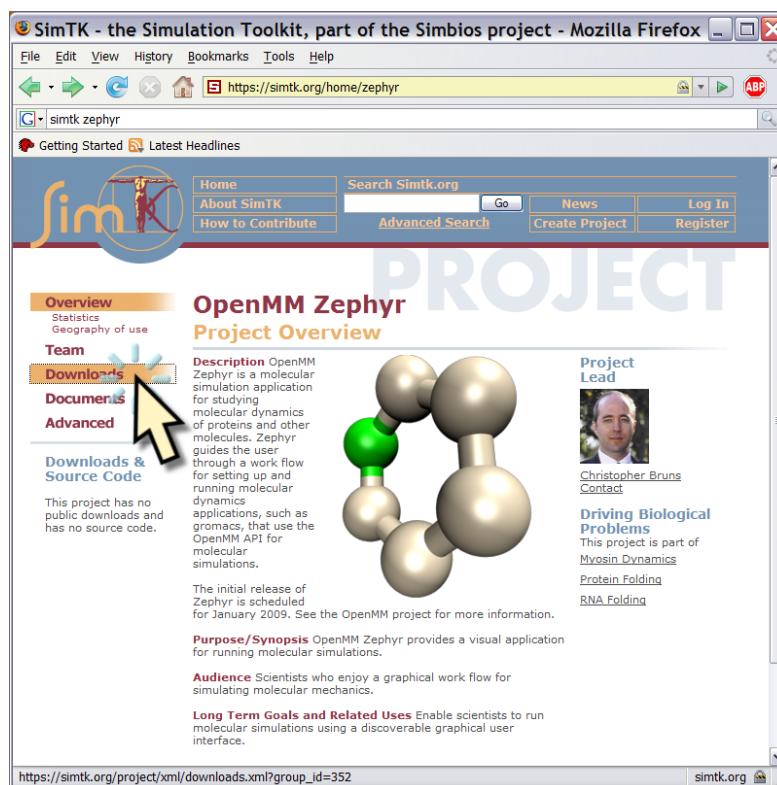 SimTK - the Simulation Toolkit, part of the Simbios project - Mozilla Firefox
File Edit View History Bookmarks Tools Help
https://simtk.org/home/zephyr
ABP
G simtk zephyr
Getting Started Latest Headlines
SimTK
Home
About SimTK
How to Contribute
Search Simtk.org
Go
Advanced Search
News
Log In
Create Project
Register
PROJECT
Overview
Statistics
Geography of use
Team
Downloads
Documents
Advanced
Downloads &
Source Code
This project has no
public downloads and
has no source code.
OpenMM Zephyr
Project Overview
Description OpenMM
Zephyr is a molecular
simulation application
for studying
molecular dynamics
of proteins and other
molecules. Zephyr
guides the user
through a work flow
for setting up and
running molecular
dynamics
applications, such as
gromacs, that use the
OpenMM API for
molecular
simulations.
The initial release of
Zephyr is scheduled
for January 2009. See the OpenMM project for more information.
Purpose/Synopsis OpenMM Zephyr provides a visual application
for running molecular simulations.
Audience Scientists who enjoy a graphical work flow for
simulating molecular mechanics.
Long Term Goals and Related Uses Enable scientists to run
molecular simulations using a discoverable graphical user
interface.
Project
Lead
Christopher Bruns
Contact
Driving Biological
Problems
This project is part of
Myosin Dynamics
Protein Folding
RNA Folding
https://simtk.org/project/xml/downloads.xml?group_id=352
simtk.org